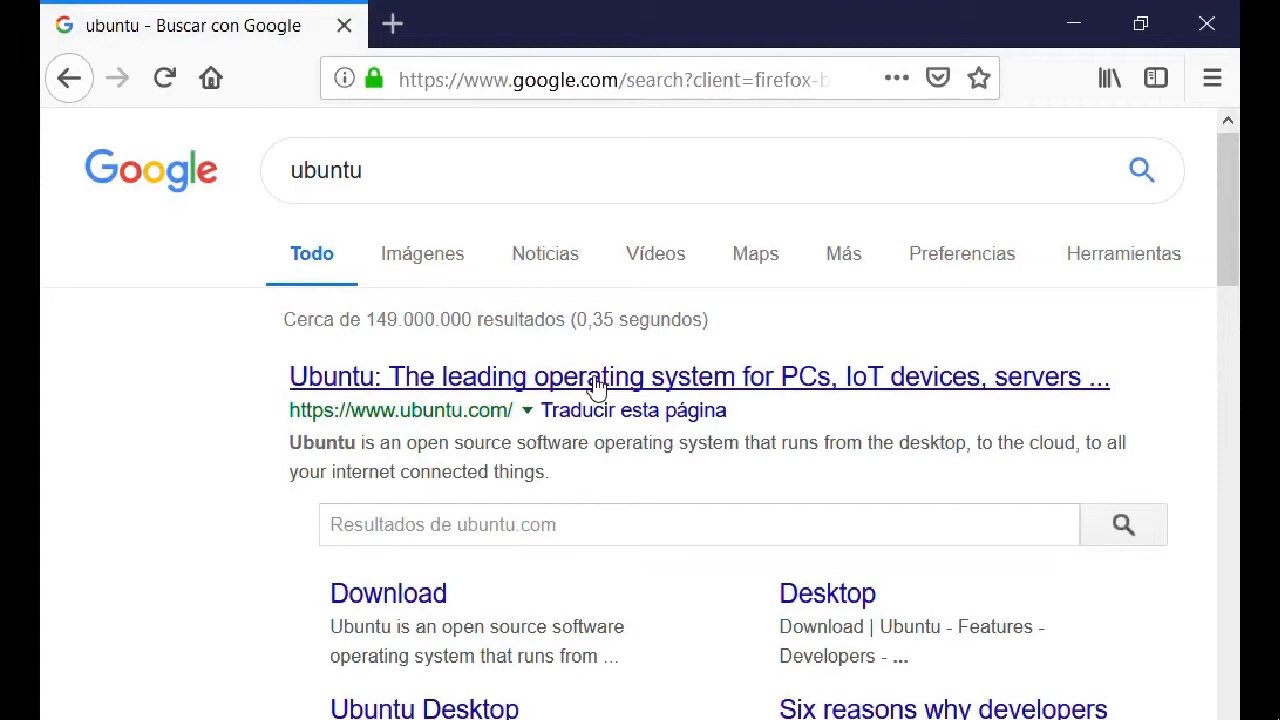 ubuntu - Buscar con Google
https://www.google.com/search?client=firefox-b
Google
ubuntu
Todo Imágenes Noticias Vídeos Maps Más Preferencias Herramientas
Cerca de 149.000.000 resultados (0,35 segundos)
Ubuntu: The leading operating system for PCs, IoT devices, servers ...
https://www.ubuntu.com/ Traducir esta página
Ubuntu is an open source software operating system that runs from the desktop, to the cloud, to all
your internet connected things.
Resultados de ubuntu.com
Download
Ubuntu is an open source software
operating system that runs from ...
Desktop
Download | Ubuntu - Features -
Developers - ...
Ubuntu Desktop
Six reasons why developers